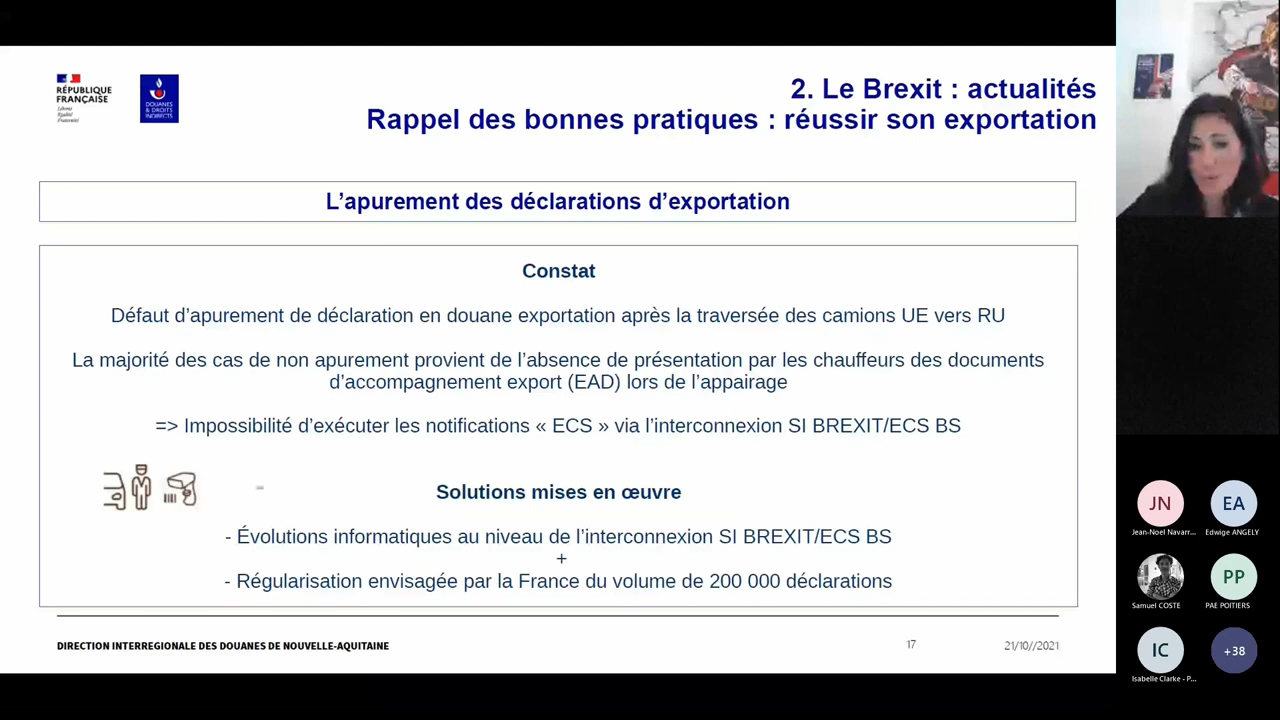 RÉPUBLIQUE
FRANÇAISE
Liberté
Égalité
Fraternité
DOUANES
& DROITS
INDIRECTS
2. Le Brexit : actualités
Rappel des bonnes pratiques : réussir son exportation
L’apurement des déclarations d’exportation
Constat
Défaut d’apurement de déclaration en douane exportation après la traversée des camions UE vers RU
La majorité des cas de non apurement provient de l’absence de présentation par les chauffeurs des documents
d’accompagnement export (EAD) lors de l’appairage
=> Impossibilité d’exécuter les notifications « ECS » via l’interconnexion SI BREXIT/ECS BS
Solutions mises en œuvre
- Évolutions informatiques au niveau de l’interconnexion SI BREXIT/ECS BS
+
- Régularisation envisagée par la France du volume de 200 000 déclarations
DIRECTION INTERREGIONALE DES DOUANES DE NOUVELLE-AQUITAINE
17
21/10//2021
JN
EA
Jean-Noel Navarr...
Edwige ANGELY
PP
Samuel COSTE
PAE POITIERS
IC
+38
Isabelle Clarke - P...